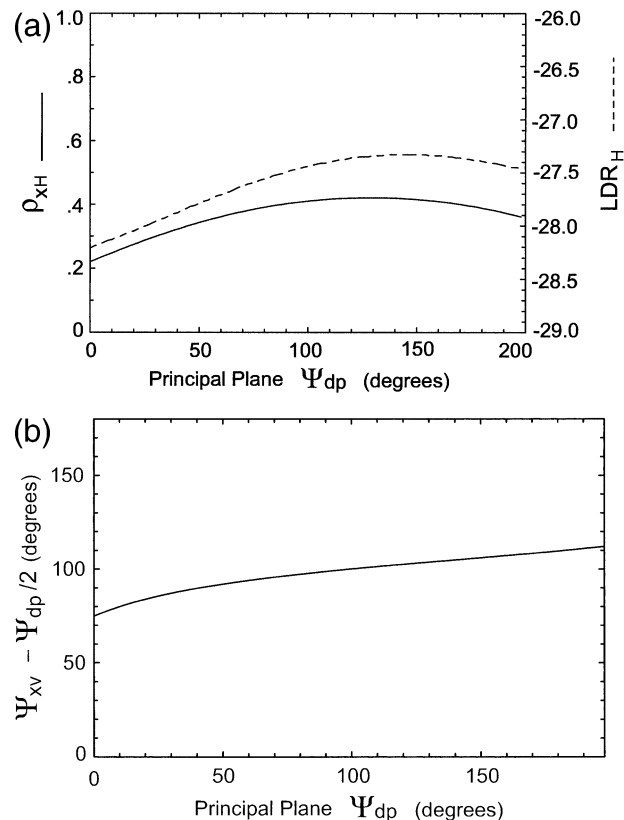 (a)
1.0
.8
.6
.4
.2
0
ρxH
-26.0
-26.5
-27.0
-27.5
-28.0
-28.5
-29.0
LDRH
0 50 100 150 200
Principal Plane Ψdp (degrees)
(b)
150
100
50
0
Ψxv − Ψdp/2 (degrees)
0 50 100 150
Principal Plane Ψdp (degrees)